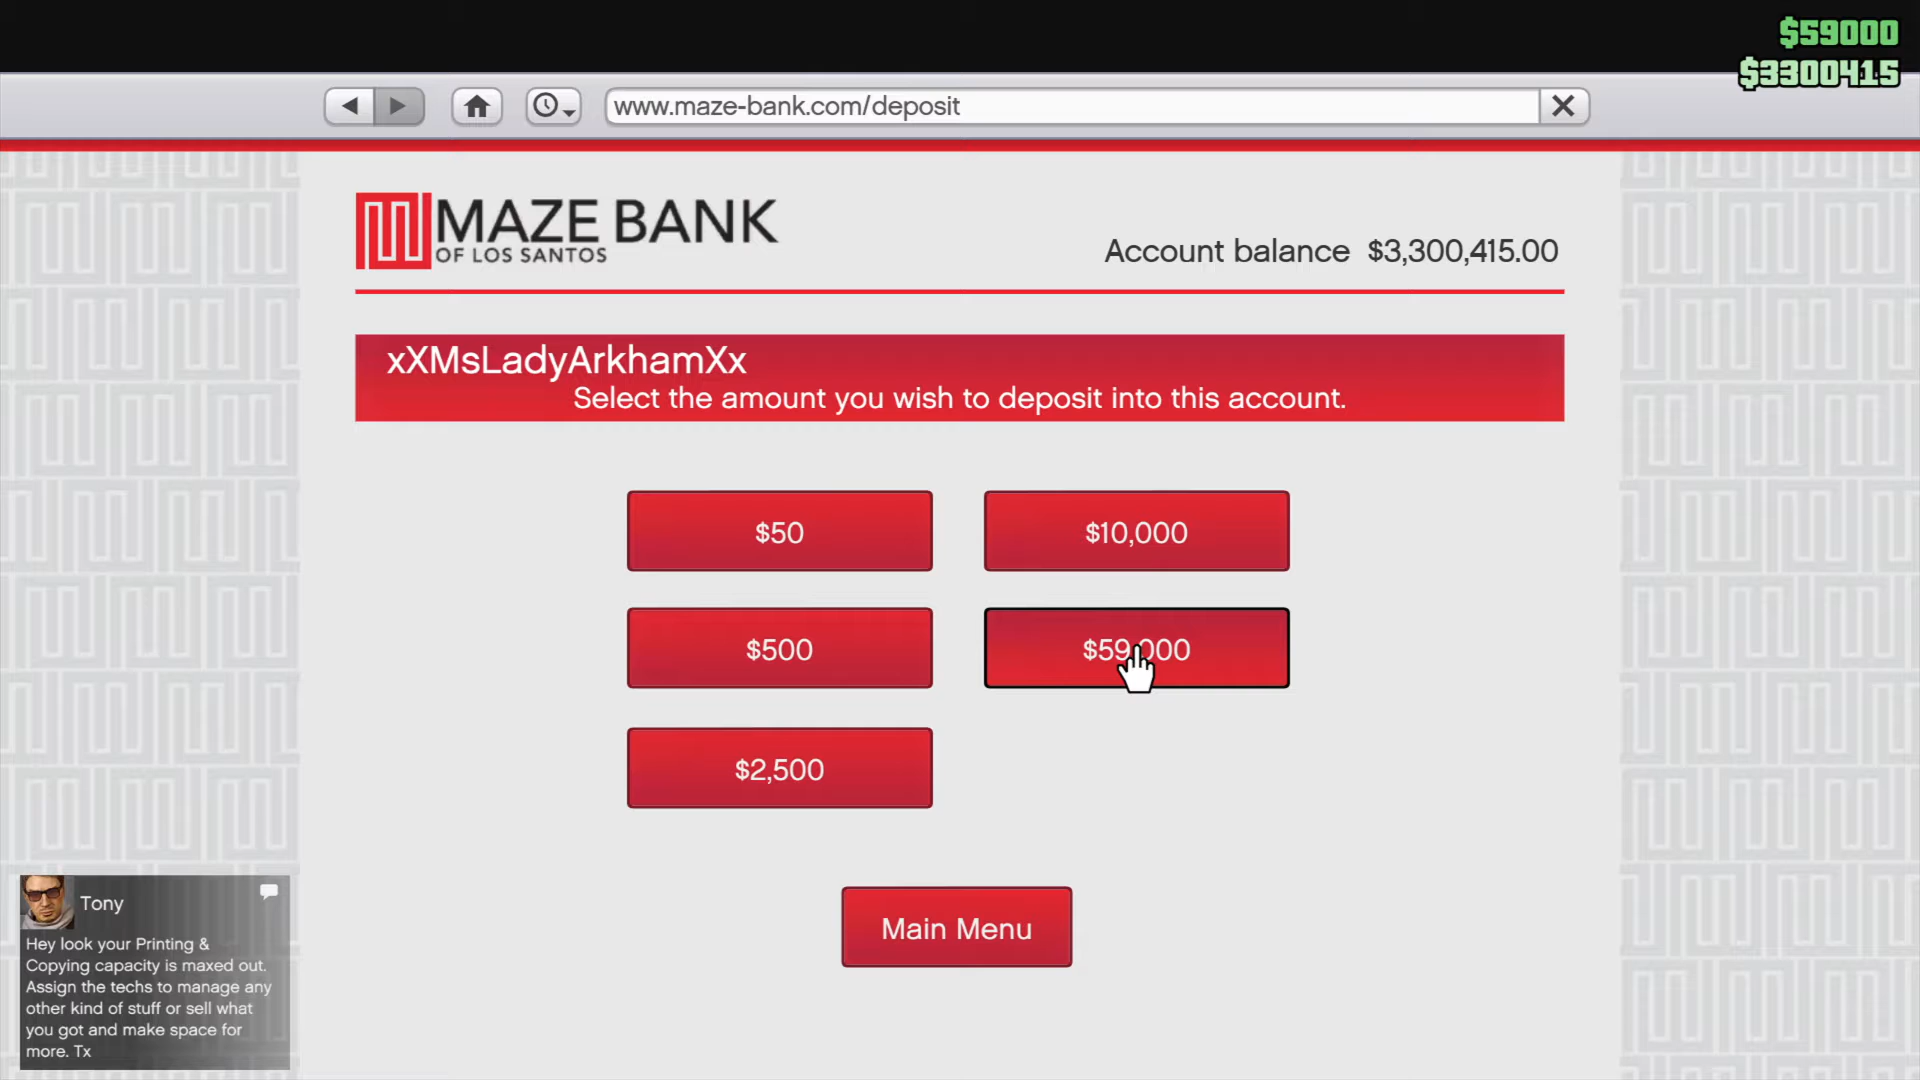 $59000
$3300415
www.maze-bank.com/deposit
MAZE BANK
OF LOS SANTOS
Account balance $3,300,415.00
xXMsLadyArkhamXx
Select the amount you wish to deposit into this account.
$50
$10,000
$500
$59,000
$2,500
Main Menu
Tony
Hey look your Printing &
Copying capacity is maxed out.
Assign the techs to manage any
other kind of stuff or sell what
you got and make space for
more. Tx